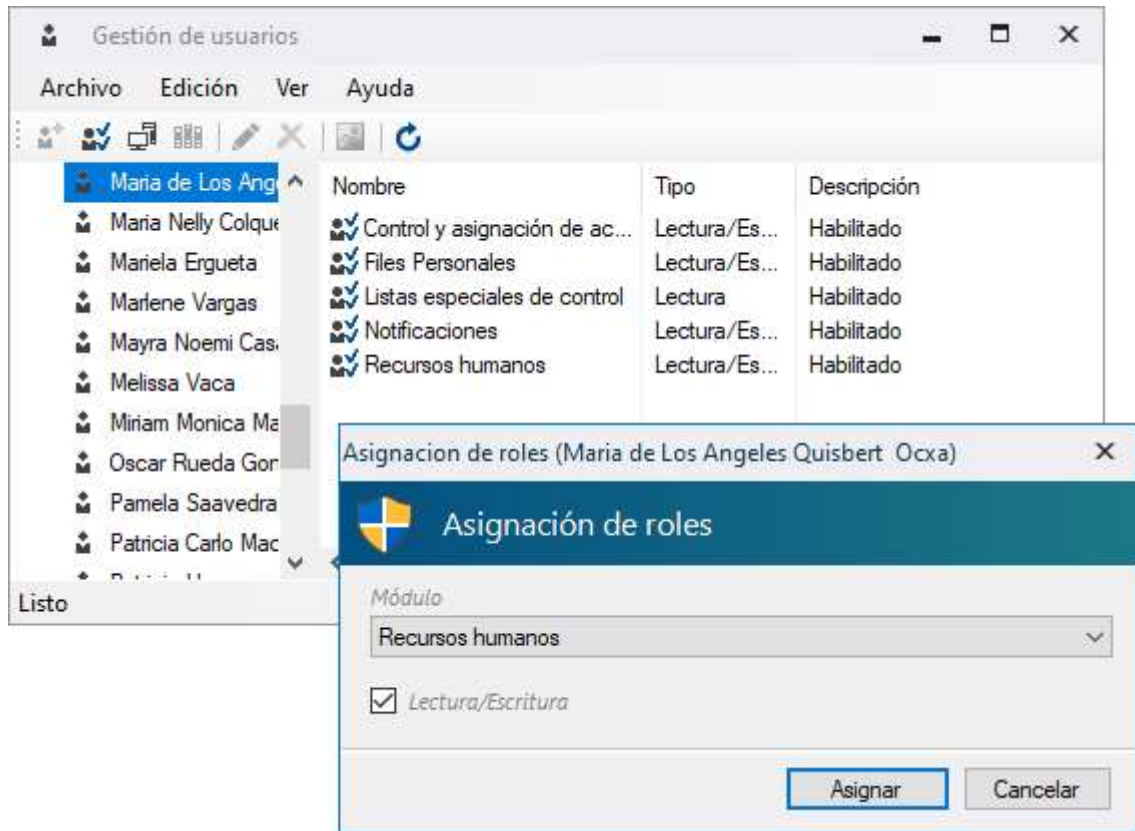 Gestión de usuarios
Archivo Edición Ver Ayuda
Nombre Tipo Descripción
Maria de Los Ang
Maria Nelly Colque
Mariela Ergueta
Marlene Vargas
Mayra Noemi Cas
Melissa Vaca
Miriam Monica Ma
Oscar Rueda Gon
Pamela Saavedra
Patricia Carlo Mac
Control y asignación de ac... Lectura/Es... Habilitado
Files Personales Lectura/Es... Habilitado
Listas especiales de control Lectura Habilitado
Notificaciones Lectura/Es... Habilitado
Recursos humanos Lectura/Es... Habilitado
Listo
Asignacion de roles (Maria de Los Angeles Quisbert Ocxa)
Asignación de roles
Módulo
Recursos humanos
Lectura/Escritura
Asignar Cancelar